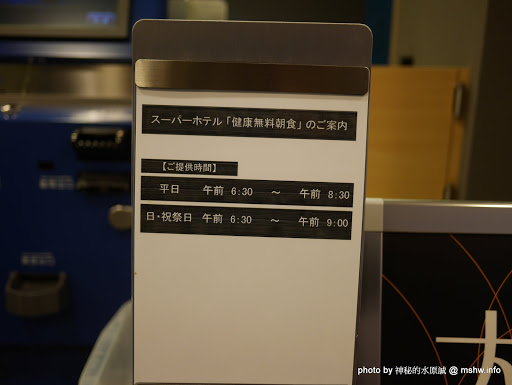 スーパーホテル「健康無料朝食」のご案内
【ご提供時間】
平日 午前 6:30 ～ 午前 8:30
日・祝祭日 午前 6:30 ～ 午前 9:00
photo by 神秘的水原誠 @ mshw.info